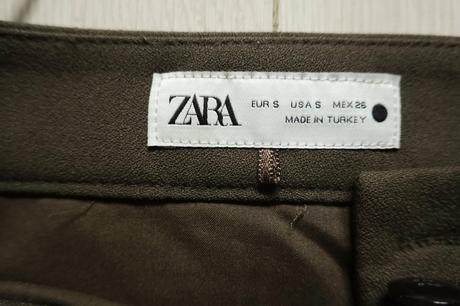 ZARA
EUR S USA S MEX 26
MADE IN TURKEY